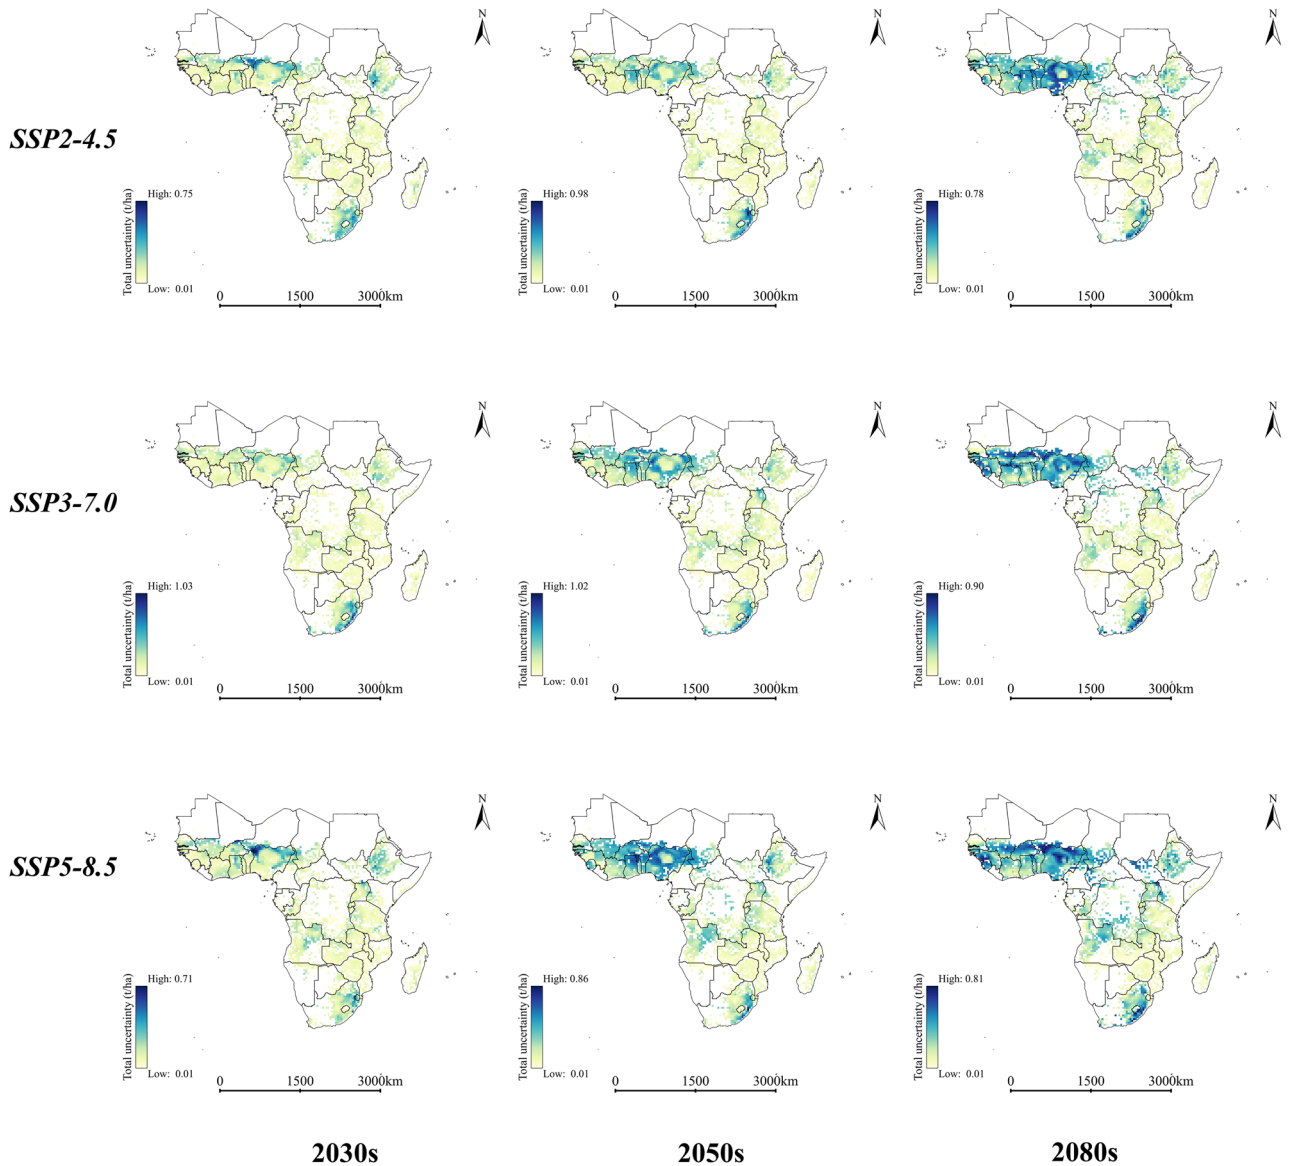 N
N
N
SSP2-4.5
Total uncertainty (t/ha)
High: 0.75
Low: 0.01
0 1500 3000km
Total uncertainty (t/ha)
High: 0.98
Low: 0.01
0 1500 3000km
Total uncertainty (t/ha)
High: 0.78
Low: 0.01
0 1500 3000km
N
N
N
SSP3-7.0
Total uncertainty (t/ha)
High: 1.03
Low: 0.01
0 1500 3000km
Total uncertainty (t/ha)
High: 1.02
Low: 0.01
0 1500 3000km
Total uncertainty (t/ha)
High: 0.90
Low: 0.01
0 1500 3000km
N
N
N
SSP5-8.5
Total uncertainty (t/ha)
High: 0.71
Low: 0.01
0 1500 3000km
Total uncertainty (t/ha)
High: 0.86
Low: 0.01
0 1500 3000km
Total uncertainty (t/ha)
High: 0.81
Low: 0.01
0 1500 3000km
2030s
2050s
2080s